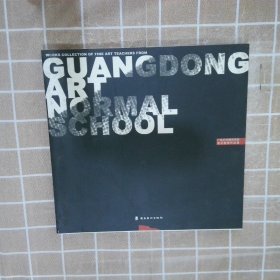 WORKS COLLECTION OF FINE ART TEACHERS FROM
GUANGDONG
ART
NORMAL
SCHOOL